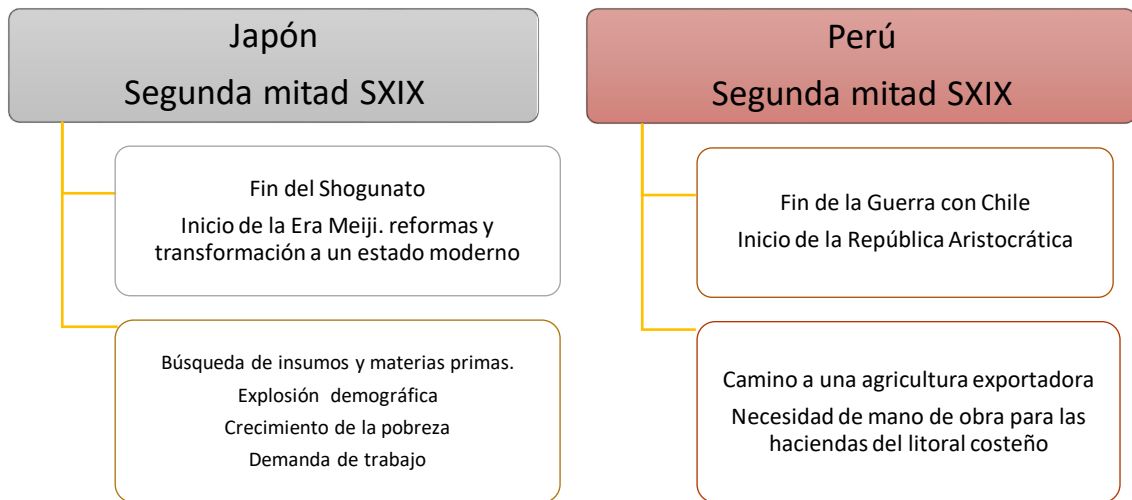 Japón
Segunda mitad SXIX
Fin del Shogunato
Inicio de la Era Meiji. reformas y
transformación a un estado moderno
Búsqueda de insumos y materias primas.
Explosión demográfica
Crecimiento de la pobreza
Demanda de trabajo
Perú
Segunda mitad SXIX
Fin de la Guerra con Chile
Inicio de la República Aristocrática
Camino a una agricultura exportadora
Necesidad de mano de obra para las
haciendas del litoral costeño